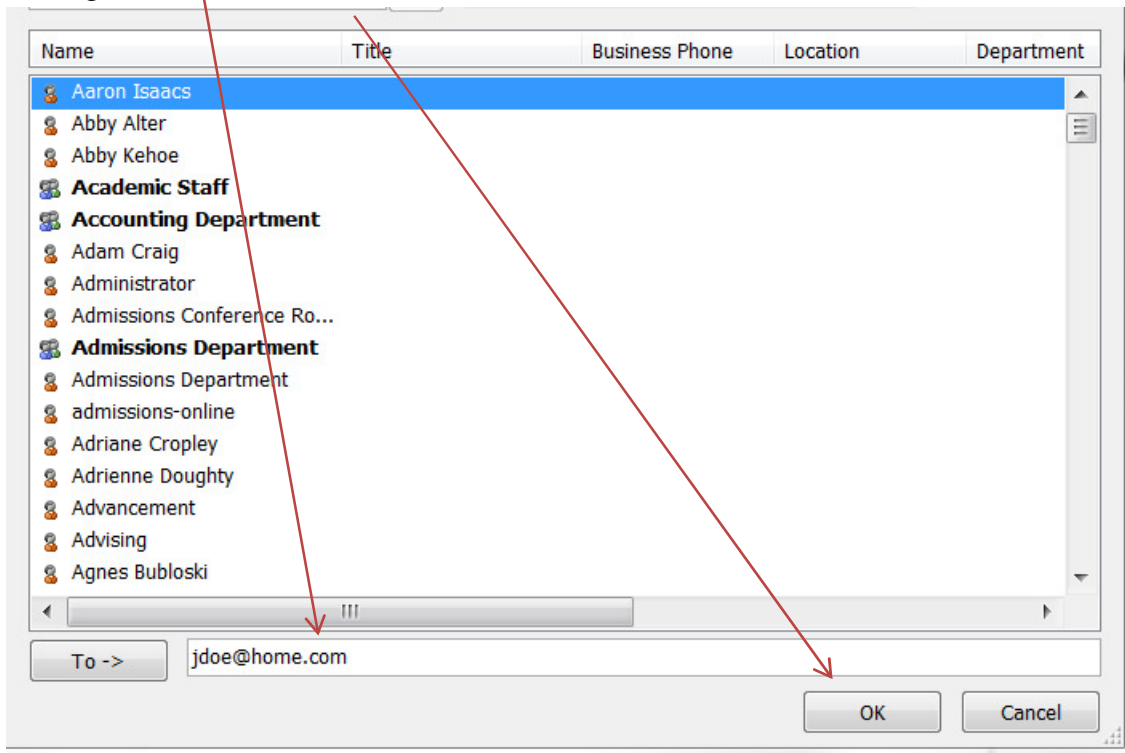 Name Title Business Phone Location Department
Aaron Isaacs
Abby Alter
Abby Kehoe
Academic Staff
Accounting Department
Adam Craig
Administrator
Admissions Conference Ro...
Admissions Department
Admissions Department
admissions-online
Adriane Cropley
Adrienne Doughty
Advancement
Advising
Agnes Bubloski
To -> jdoe@home.com
OK Cancel